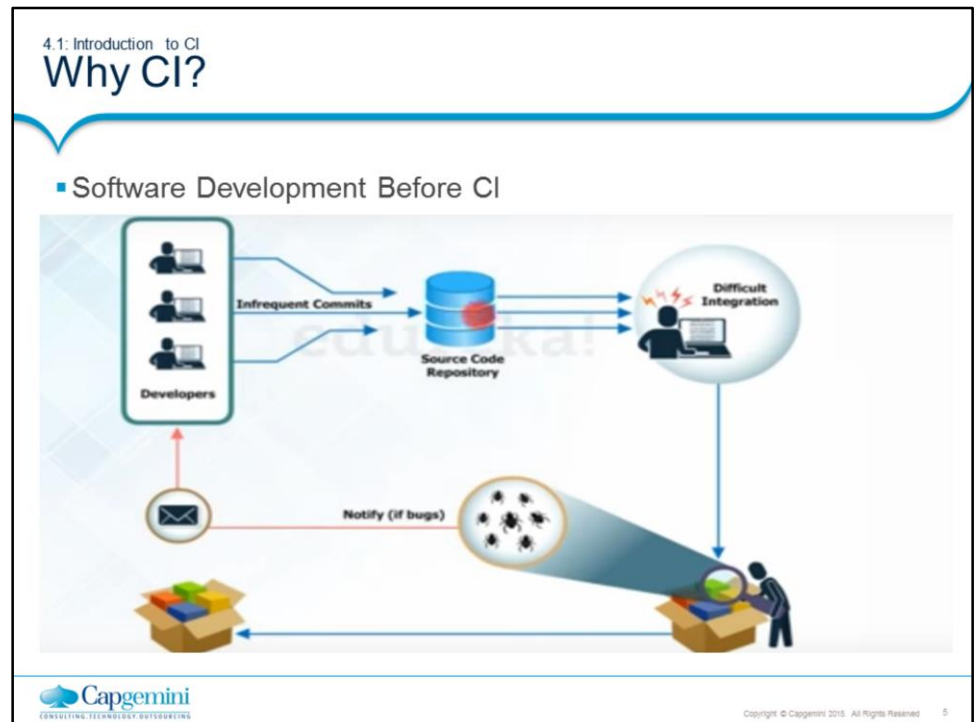 4.1: Introduction to CI
Why CI?
Software Development Before CI
Infrequent Commits
Developers
Source Code
Repository
Difficult
Integration
Notify (if bugs)
edureka!
Capgemini
CONSULTING.TECHNOLOGY.OUTSOURCING
Copyright © Capgemini 2015. All Rights Reserved 5